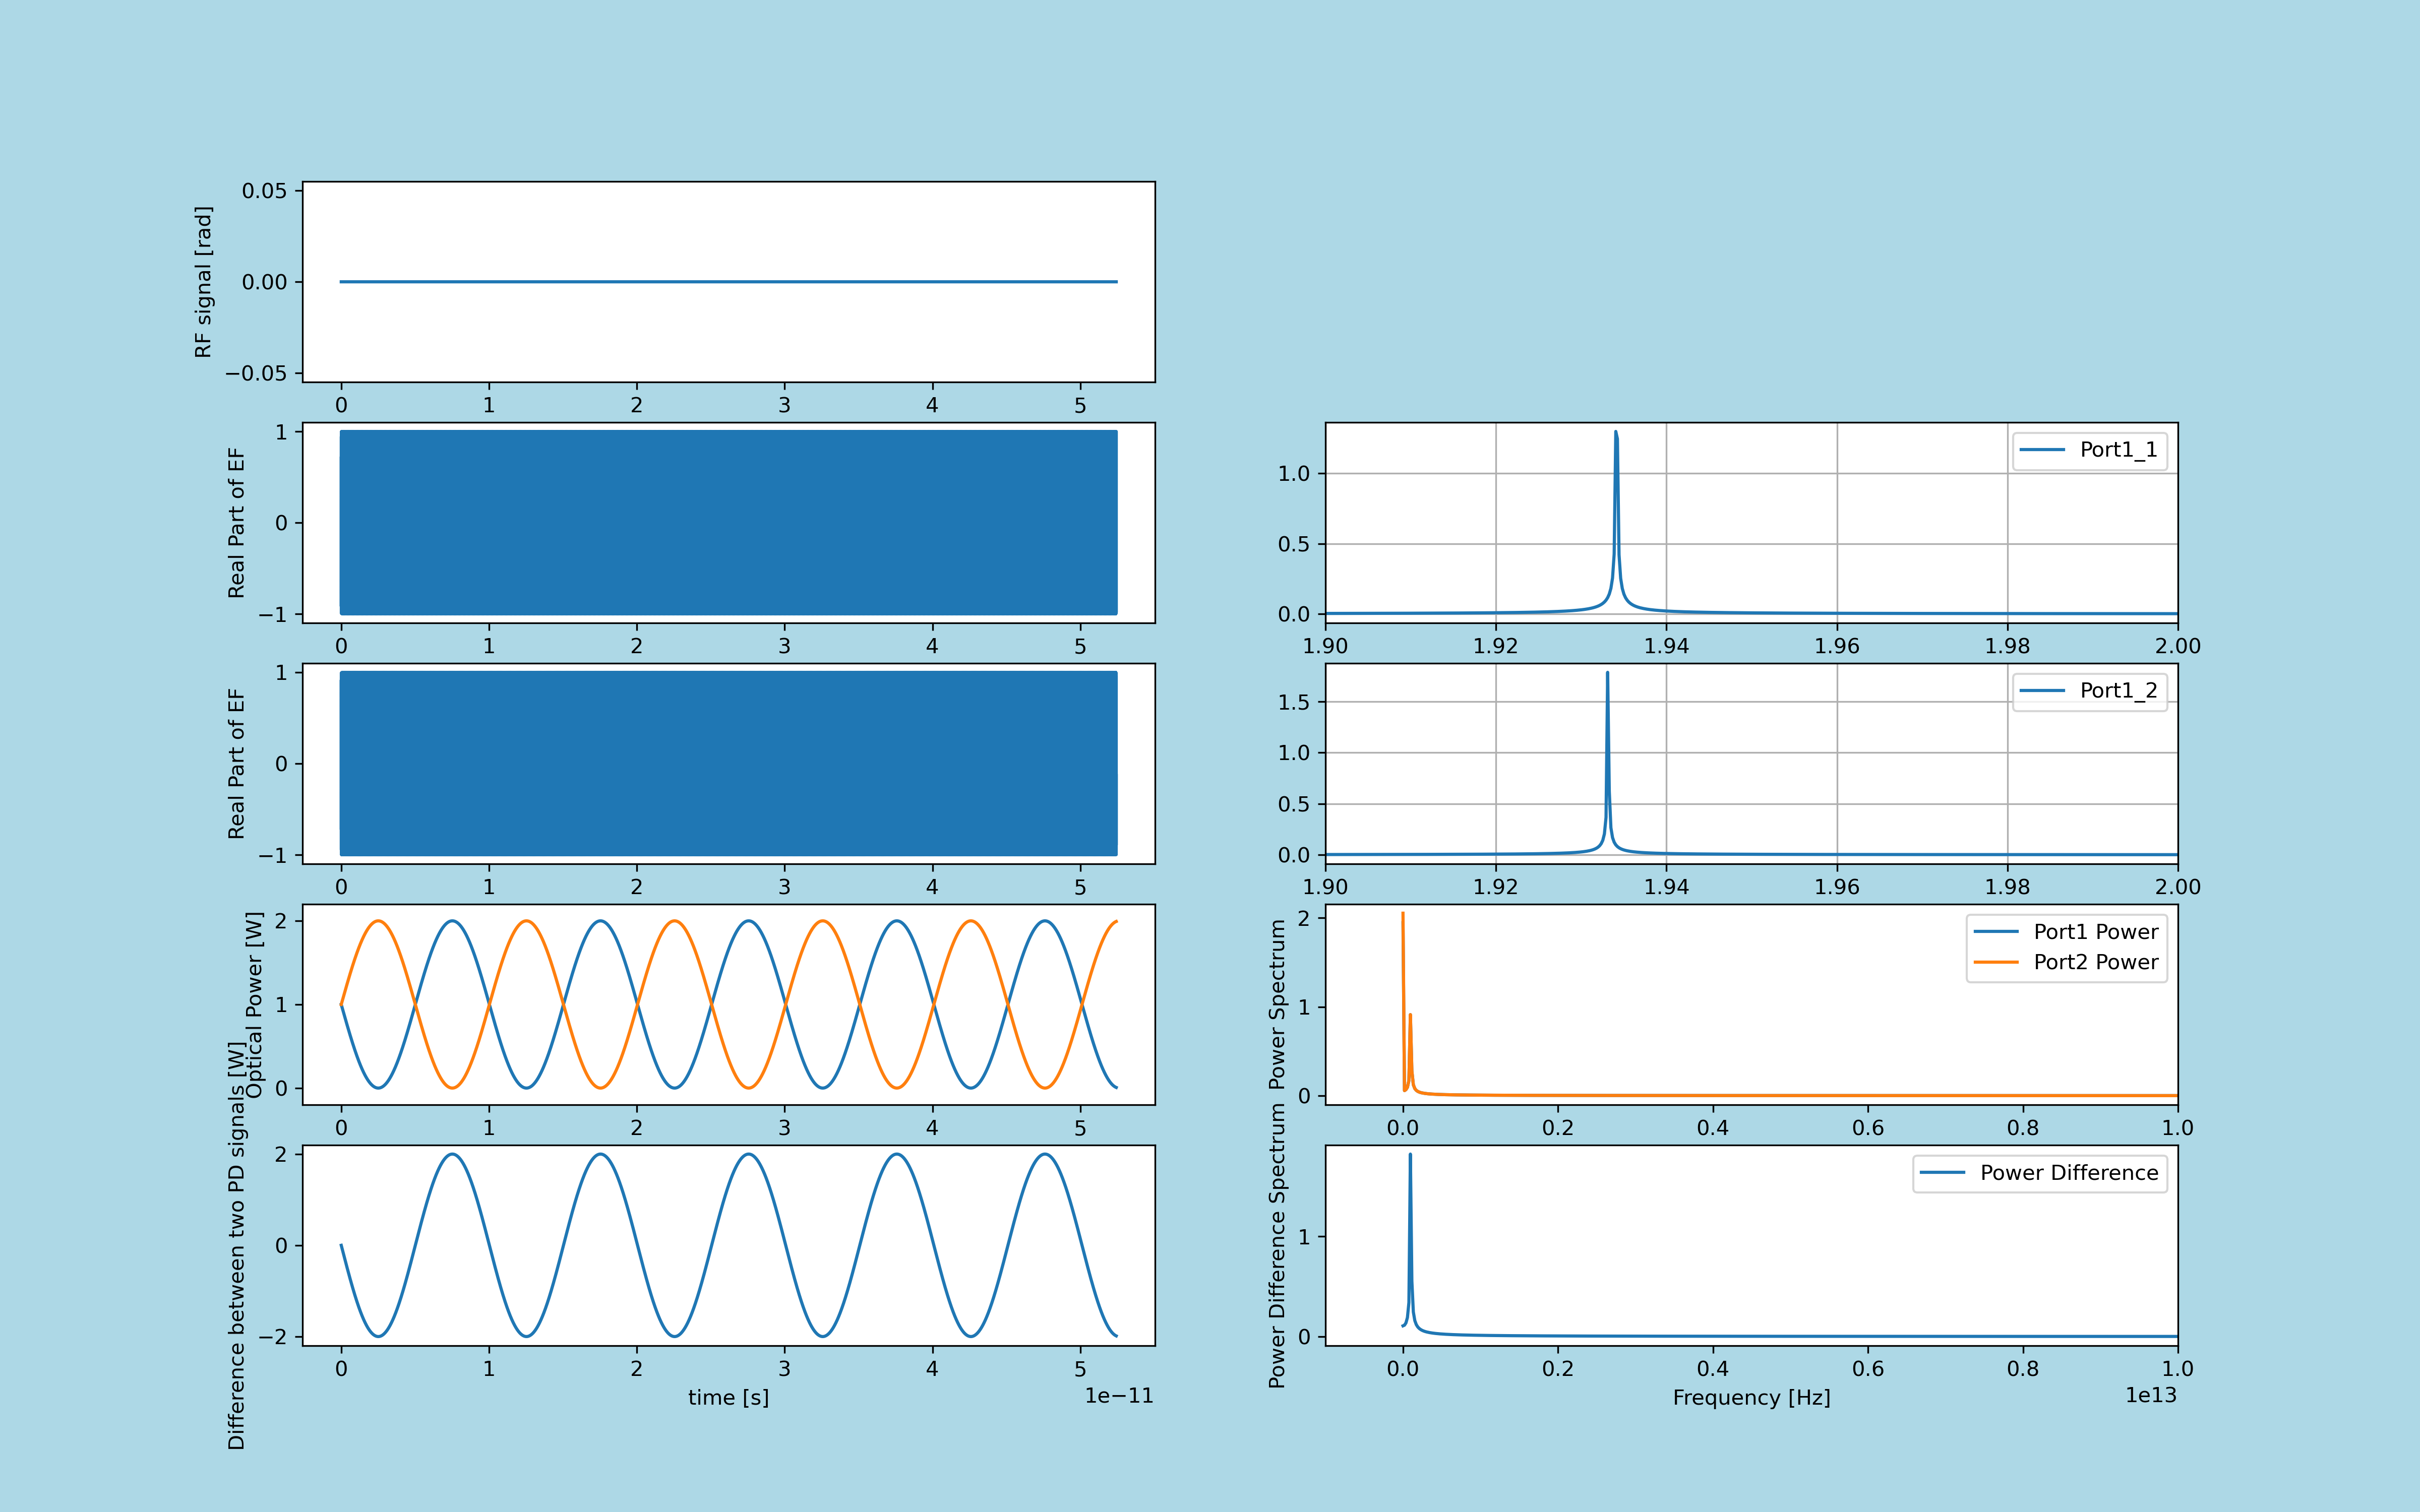 RF signal [rad]
0.05
0.00
−0.05
0 1 2 3 4 5
Real Part of EF
1
0
−1
0 1 2 3 4 5
Port1_1
1.0
0.5
0.0
1.90 1.92 1.94 1.96 1.98 2.00
Real Part of EF
1
0
−1
0 1 2 3 4 5
Port1_2
1.5
1.0
0.5
0.0
1.90 1.92 1.94 1.96 1.98 2.00
Optical Power [W]
2
1
0
0 1 2 3 4 5
Power Spectrum
2
1
0
Port1 Power
Port2 Power
0.0 0.2 0.4 0.6 0.8 1.0
Difference between two PD signals [W]
2
0
−2
0 1 2 3 4 5
time [s]
1e−11
Power Difference Spectrum
1
0
Power Difference
0.0 0.2 0.4 0.6 0.8 1.0
Frequency [Hz]
1e13